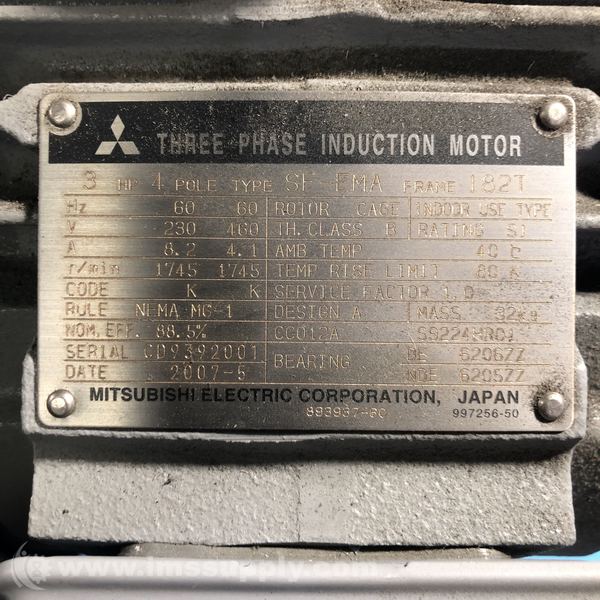 THREE PHASE INDUCTION MOTOR
3 HP 4 POLE TYPE SF-EMA FRAME 182T
Hz 60 60 ROTOR CAGE INDOOR USE TYPE
V 230 460 TH.CLASS B RATING S1
A 8.2 4.1 AMB TEMP 40 C
r/min 1745 1745 TEMP RISE LIMIT 80 K
CODE K K SERVICE FACTOR 1.0
RULE NEMA MG-1 DESIGN A MASS 32kg
NOM.EFF. 88.5% CC012A
SERIAL CD9392001 BEARING DE 6206ZZ
DATE 2007-5 NDE 6205ZZ
MITSUBISHI ELECTRIC CORPORATION, JAPAN
997256-50
www.imssupply.com